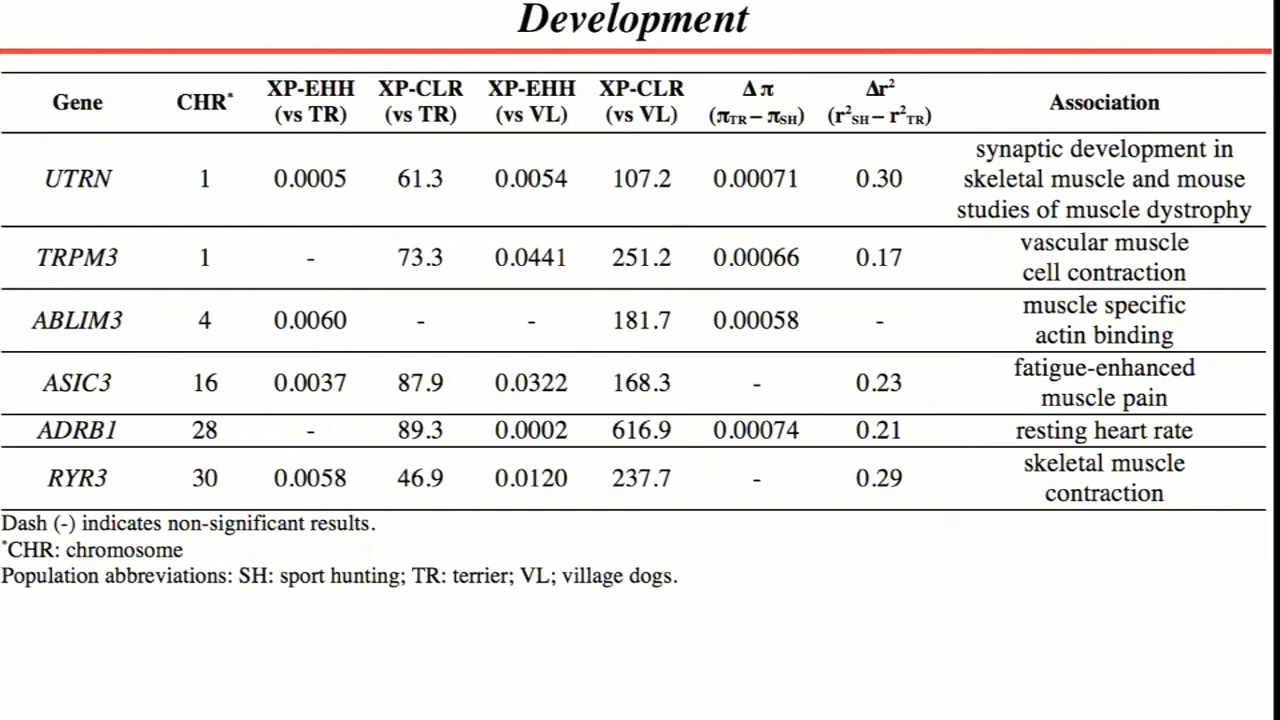 Development
Gene CHR* XP-EHH (vs TR) XP-CLR (vs TR) XP-EHH (vs VL) XP-CLR (vs VL) Δ π (πTR – πSH) Δr² (r²SH – r²TR) Association
UTRN 1 0.0005 61.3 0.0054 107.2 0.00071 0.30 synaptic development in skeletal muscle and mouse studies of muscle dystrophy
TRPM3 1 - 73.3 0.0441 251.2 0.00066 0.17 vascular muscle cell contraction
ABLIM3 4 0.0060 - - 181.7 0.00058 - muscle specific actin binding
ASIC3 16 0.0037 87.9 0.0322 168.3 - 0.23 fatigue-enhanced muscle pain
ADRB1 28 - 89.3 0.0002 616.9 0.00074 0.21 resting heart rate
RYR3 30 0.0058 46.9 0.0120 237.7 - 0.29 skeletal muscle contraction
Dash (-) indicates non-significant results.
*CHR: chromosome
Population abbreviations: SH: sport hunting; TR: terrier; VL; village dogs.